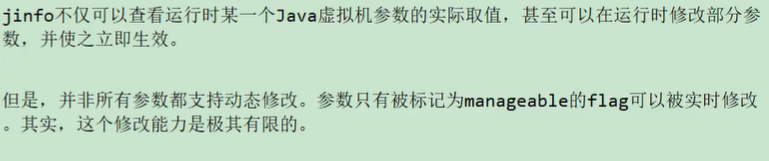 jinfo不仅可以查看运行时某一个Java虚拟机参数的实际取值，甚至可以在运行时修改部分参
数，并使之立即生效。
但是，并非所有参数都支持动态修改。参数只有被标记为manageable的flag可以被实时修改
。其实，这个修改能力是极其有限的。